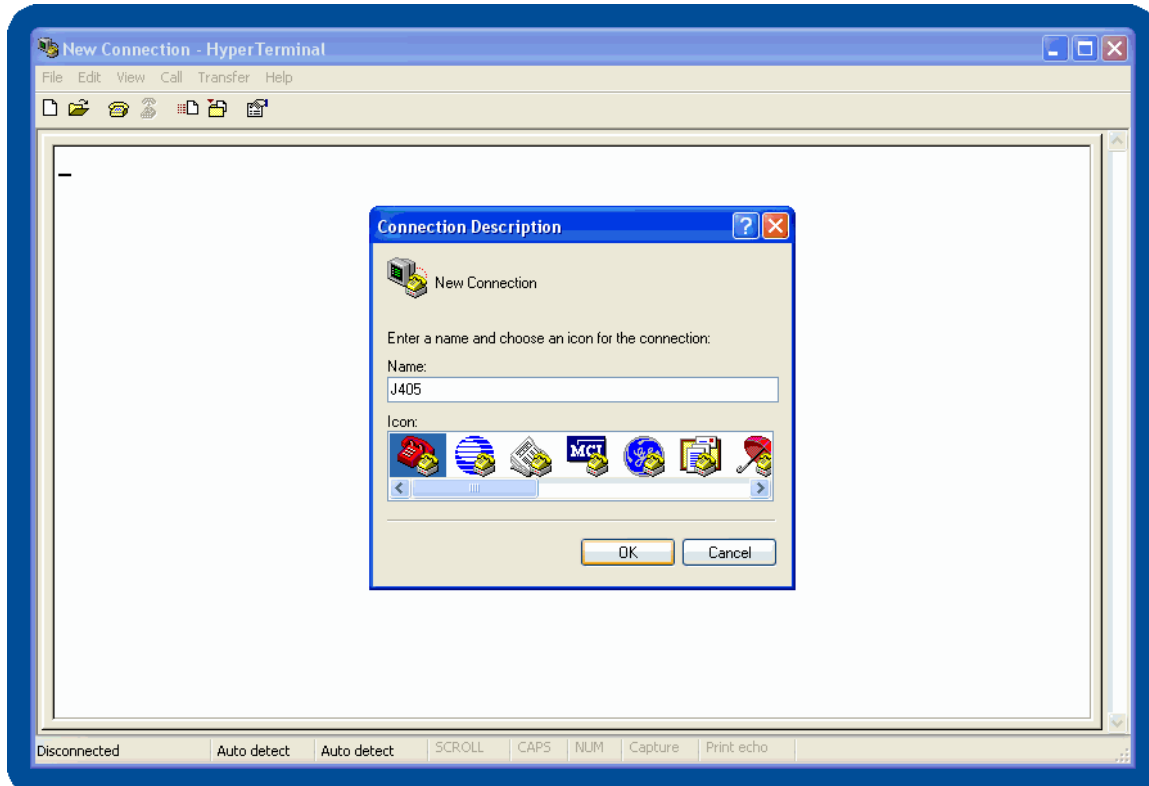 New Connection - HyperTerminal
File Edit View Call Transfer Help
Connection Description
New Connection
Enter a name and choose an icon for the connection:
Name:
J405
Icon:
MCI
OK Cancel
Disconnected Auto detect Auto detect SCROLL CAPS NUM Capture Print echo